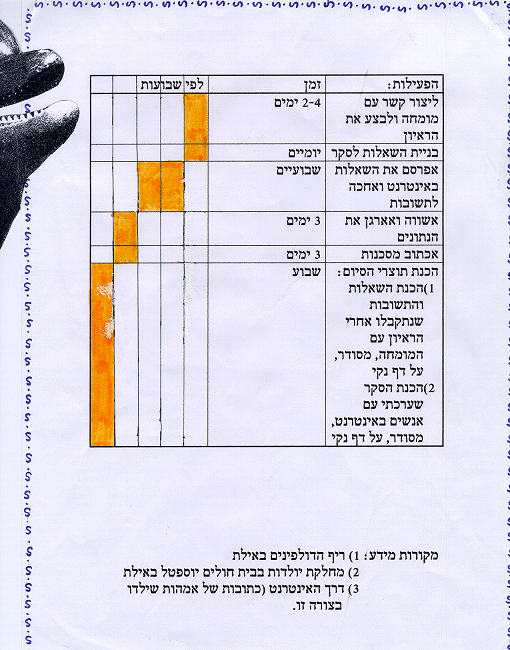 הפעילות: זמן לפי שבועות
ליצור קשר עם 2-4 ימים
מומחה ולבצע את
הראיון
בניית השאלות לסקר יומיים
אפרסם את השאלות שבועיים
באינטרנט ואחכה
לתשובות
אשווה ואארגן את 3 ימים
הנתונים
אכתוב מסכנות 3 ימים
הכנת תוצרי הסיום: שבוע
1)הכנת השאלות
והתשובות
שנתקבלו אחרי
הראיון עם
המומחה, מסודר,
על דף נקי
2)הכנת הסקר
שערכתי עם
אנשים באינטרנט,
מסודר, על דף נקי
מקורות מידע: 1) ריף הדולפינים באילת
2) מחלקת יולדות בבית חולים יוספטל באילת
3) דרך האינטרנט (כתובות של אמהות שילדו
בצורה זו.